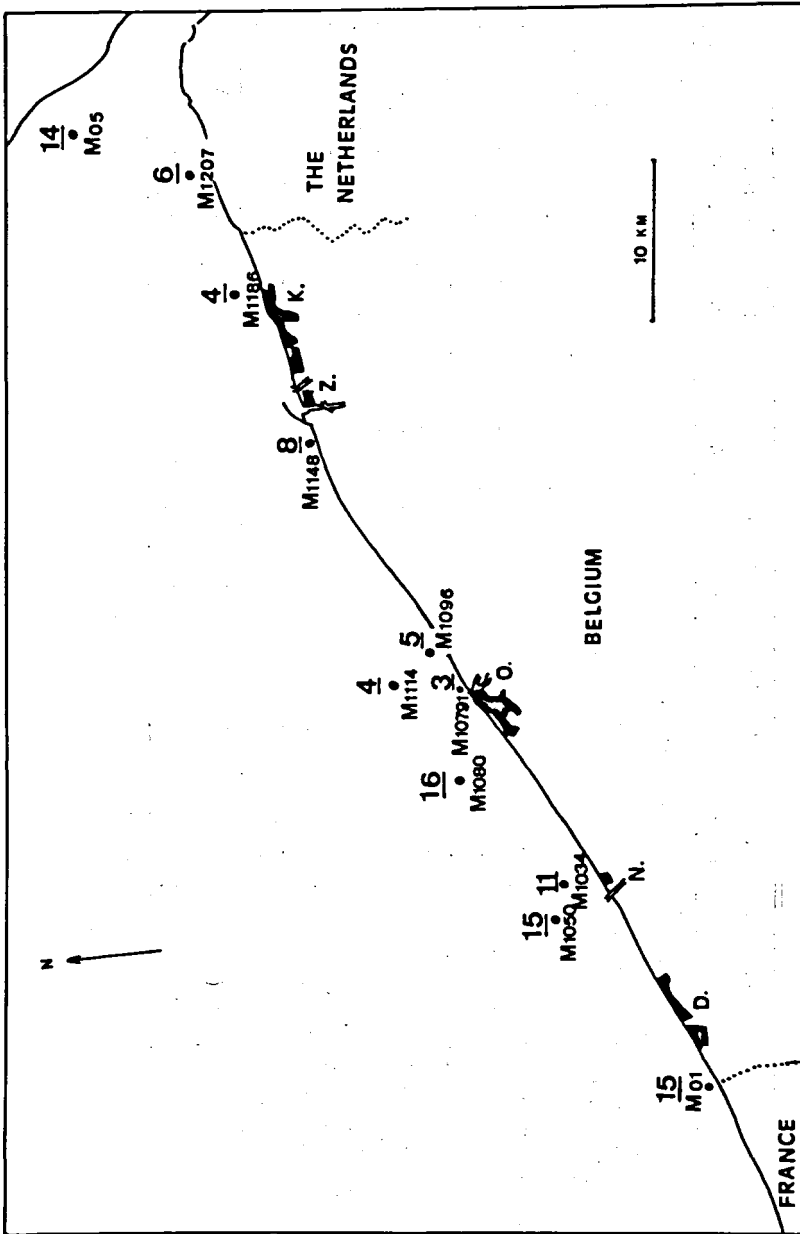 14
M05
6
M1207
THE
NETHERLANDS
4
M1186
K.
10 KM
Z.
8
M1148
BELGIUM
5
M1096
4
M1114
3
M10791
O.
16
M1080
11
M1034
N.
15
M1050
N
D.
15
M01
FRANCE